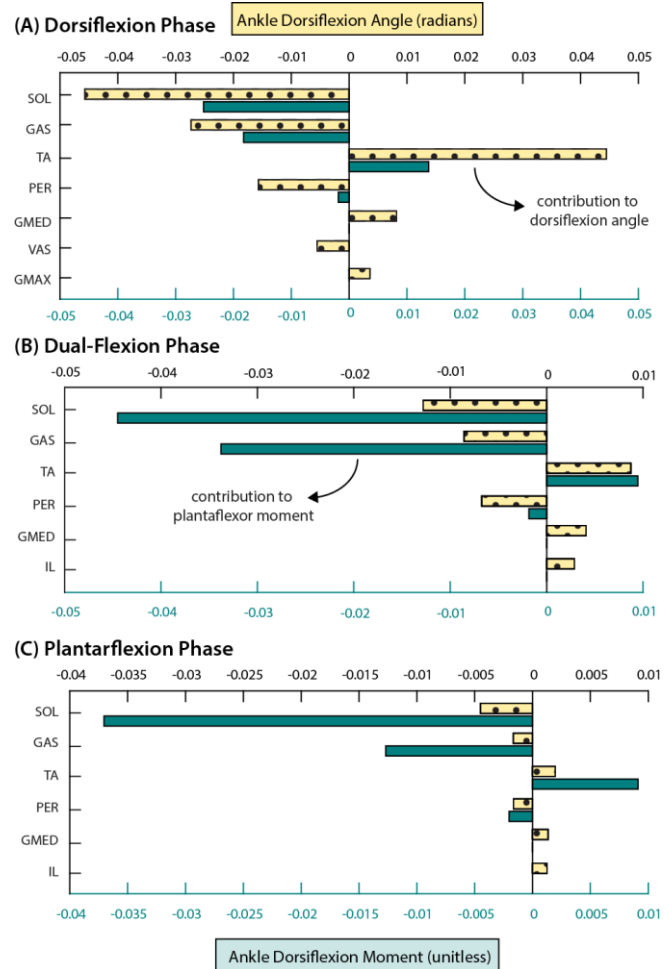 Ankle Dorsiflexion Angle (radians)
(A) Dorsiflexion Phase
-0.05 -0.04 -0.03 -0.02 -0.01 0 0.01 0.02 0.03 0.04 0.05
SOL
GAS
TA
PER
contribution to
dorsiflexion angle
GMED
VAS
GMAX
-0.05 -0.04 -0.03 -0.02 -0.01 0 0.01 0.02 0.03 0.04 0.05
(B) Dual-Flexion Phase
-0.05 -0.04 -0.03 -0.02 -0.01 0 0.01
SOL
GAS
TA
PER
contribution to
plantaflexor moment
GMED
IL
-0.05 -0.04 -0.03 -0.02 -0.01 0 0.01
(C) Plantarflexion Phase
-0.04 -0.035 -0.03 -0.025 -0.02 -0.015 -0.01 -0.005 0 0.005 0.01
SOL
GAS
TA
PER
GMED
IL
-0.04 -0.035 -0.03 -0.025 -0.02 -0.015 -0.01 -0.005 0 0.005 0.01
Ankle Dorsiflexion Moment (unitless)